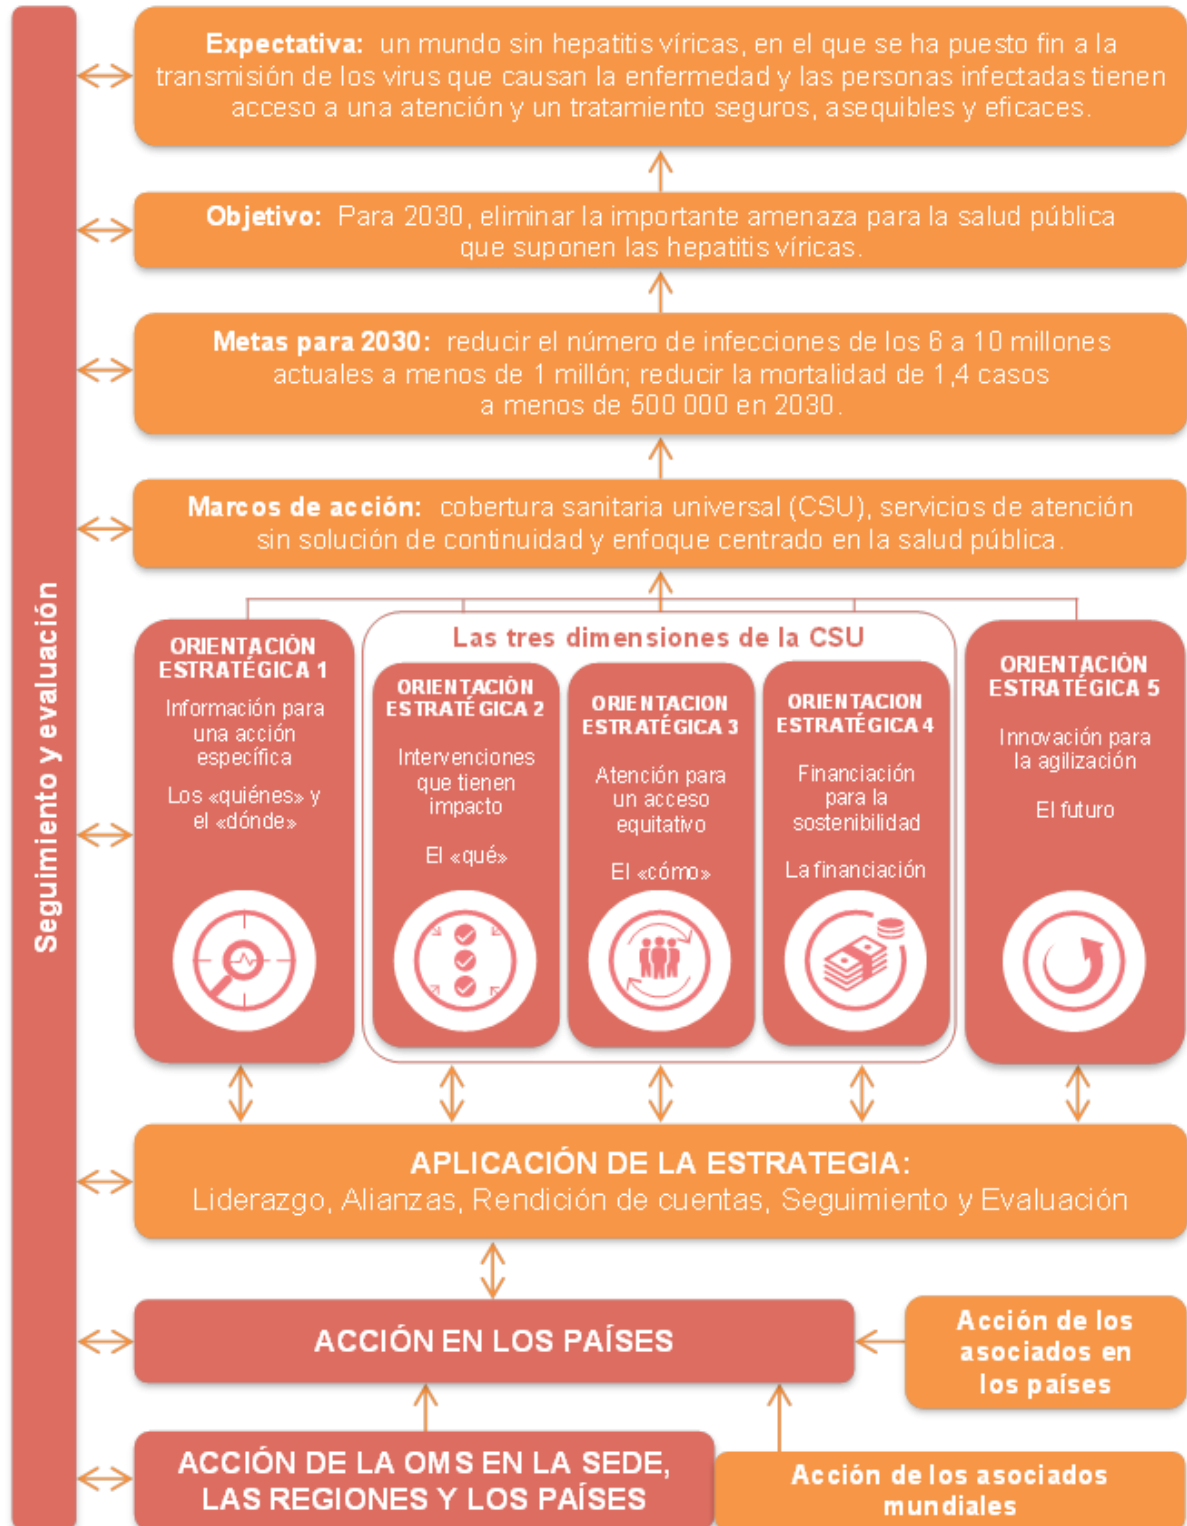 Seguimiento y evaluación
Expectativa: un mundo sin hepatitis víricas, en el que se ha puesto fin a la
transmisión de los virus que causan la enfermedad y las personas infectadas tienen
acceso a una atención y un tratamiento seguros, asequibles y eficaces.
Objetivo: Para 2030, eliminar la importante amenaza para la salud pública
que suponen las hepatitis víricas.
Metas para 2030: reducir el número de infecciones de los 6 a 10 millones
actuales a menos de 1 millón; reducir la mortalidad de 1,4 casos
a menos de 500 000 en 2030.
Marcos de acción: cobertura sanitaria universal (CSU), servicios de atención
sin solución de continuidad y enfoque centrado en la salud pública.
ORIENTACIÓN
ESTRATÉGICA 1
Información para
una acción
específica
Los «quiénes» y
el «dónde»
Las tres dimensiones de la CSU
ORIENTACIÓN
ESTRATÉGICA 2
Intervenciones
que tienen
impacto
El «qué»
ORIENTACION
ESTRATÉGICA 3
Atención para
un acceso
equitativo
El «cómo»
ORIENTACION
ESTRATÉGICA 4
Financiación
para la
sostenibilidad
La financiación
ORIENTACIÓN
ESTRATÉGICA 5
Innovación para
la agilización
El futuro
APLICACIÓN DE LA ESTRATEGIA:
Liderazgo, Alianzas, Rendición de cuentas, Seguimiento y Evaluación
ACCIÓN EN LOS PAÍSES
Acción de los
asociados en
los países
ACCIÓN DE LA OMS EN LA SEDE,
LAS REGIONES Y LOS PAÍSES
Acción de los asociados
mundiales